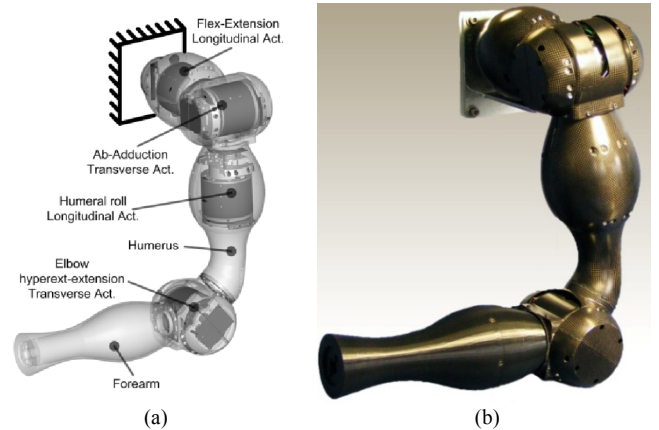 Flex-Extension
Longitudinal Act.
Ab-Adduction
Transverse Act.
Humeral roll
Longitudinal Act.
Humerus
Elbow
hyperext-extension
Transverse Act.
Forearm
(a)
(b)